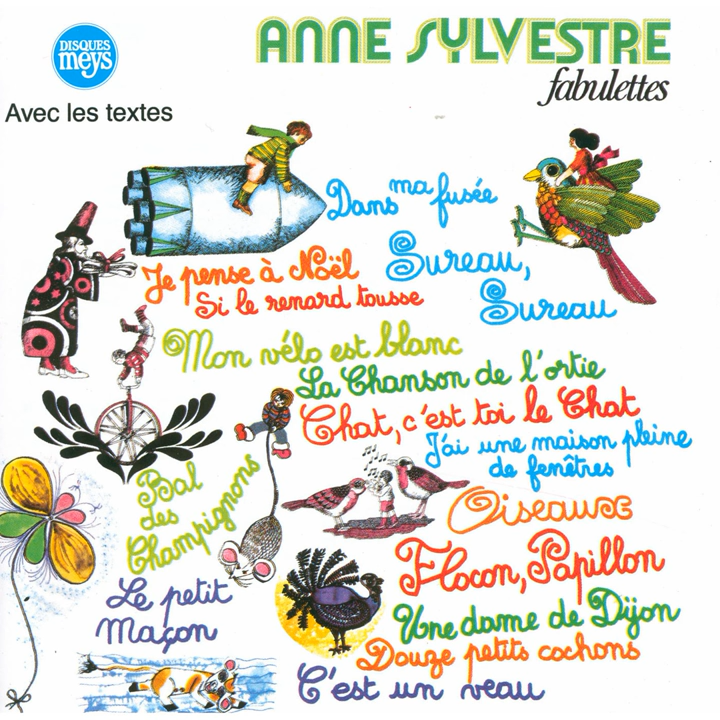 DISQUES
meys
ANNE SYLVESTRE
fabulettes
Avec les textes
Dans ma fusée
Sureau,
Sureau
Je pense à Noël
Si le renard tousse
Mon vélo est blanc
La Chanson de l'ortie
Chat, c'est toi le Chat
J'ai une maison pleine
de fenêtres
Bal
des
Champignons
Oiseaux
Flocon, Papillon
Le petit
Maçon
Une dame de Dijon
Douze petits cochons
C'est un veau